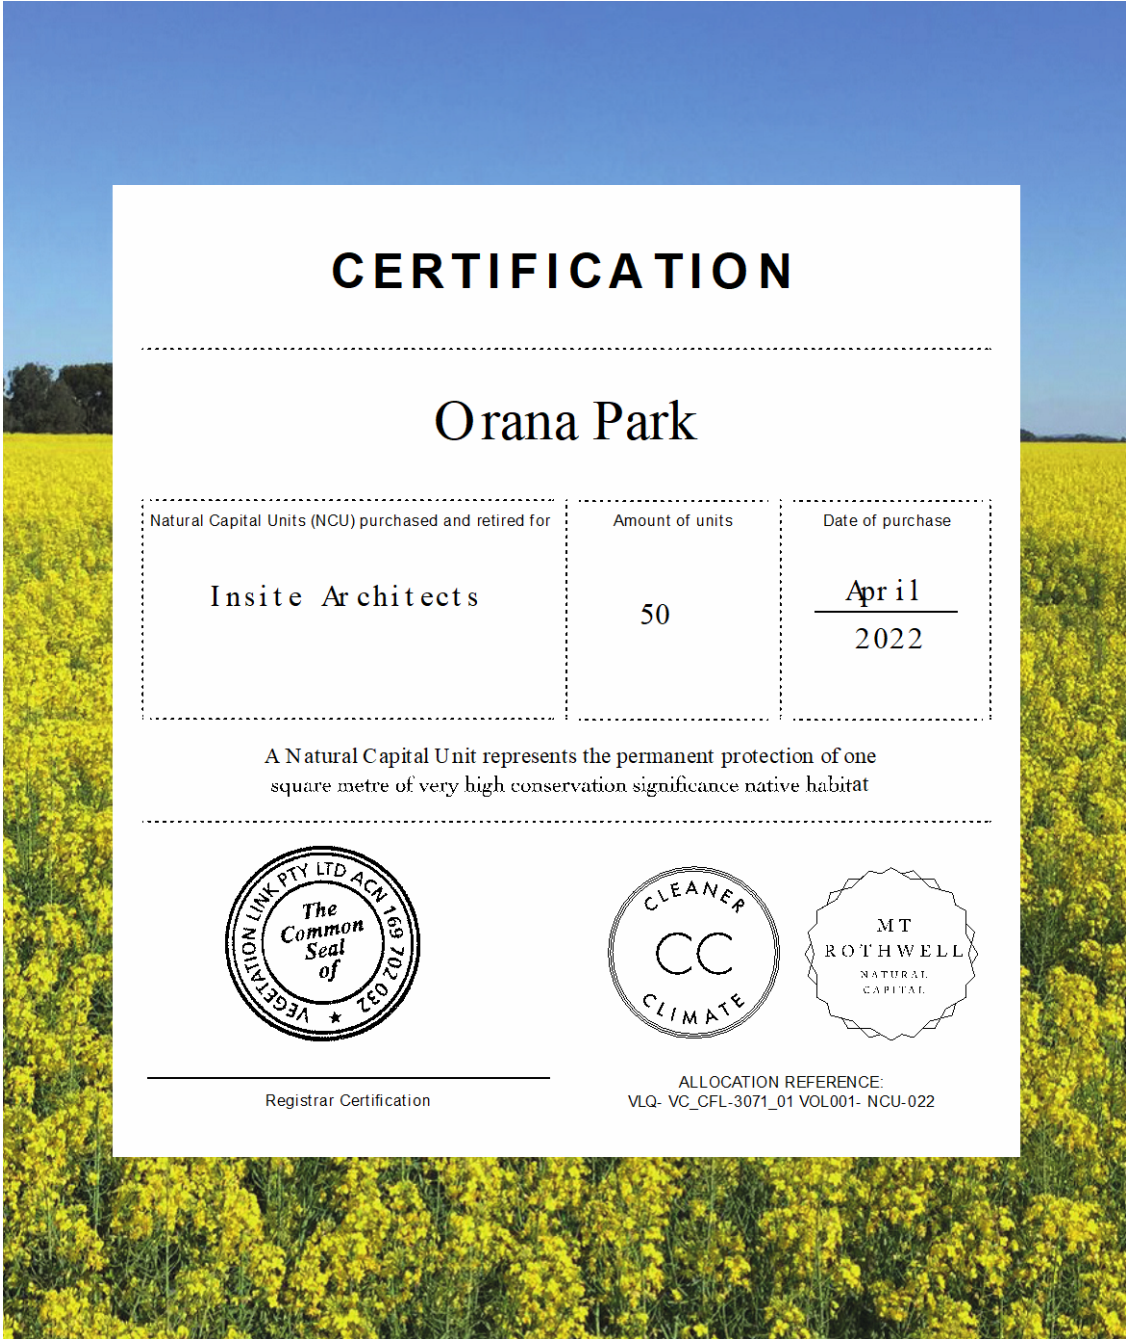 CERTIFICATION
Orana Park
Natural Capital Units (NCU) purchased and retired for
Insite Architects
Amount of units
50
Date of purchase
April
2022
A Natural Capital Unit represents the permanent protection of one
square metre of very high conservation significance native habitat
VEGETATION LINK PTY LTD ACN 169 702 032
The
Common
Seal
of
CLEANER
CC
CLIMATE
MT
ROTHWELL
NATURAL
CAPITAL
Registrar Certification
ALLOCATION REFERENCE:
VLQ- VC_CFL-3071_01 VOL001- NCU-022